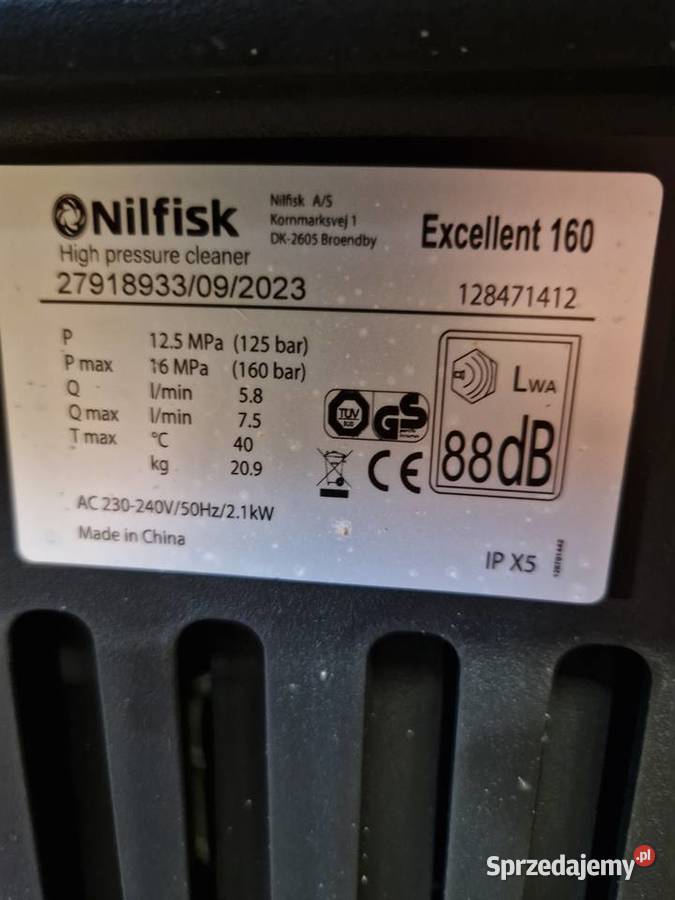 Nilfisk
High pressure cleaner
Nilfisk A/S
Kornmarksvej 1
DK-2605 Broendby
Excellent 160
27918933/09/2023
128471412
P 12.5 MPa (125 bar)
P max 16 MPa (160 bar)
Q l/min 5.8
Q max l/min 7.5
T max °C 40
kg 20.9
TÜV
SÜD
GS
CE
LWA
88dB
AC 230-240V/50Hz/2.1kW
Made in China
IP X5
Sprzedajemy.pl